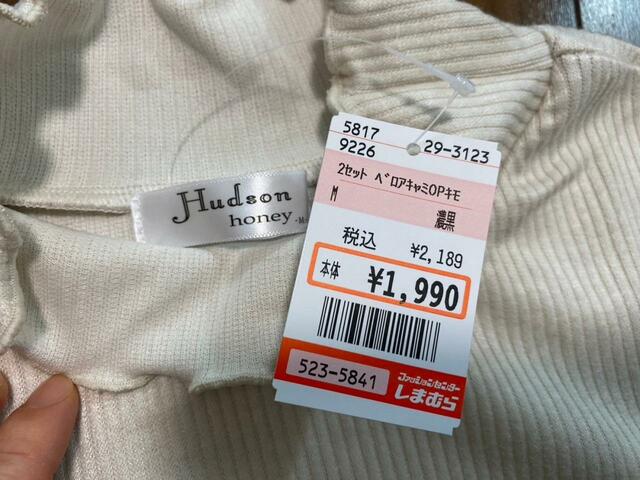 Hudson
honey -M-
5817
9226 29-3123
2セット ベロアキャミOPキモ
M
濃黒
税込 ¥2,189
本体 ¥1,990
523-5841
ファッションセンター
しまむら